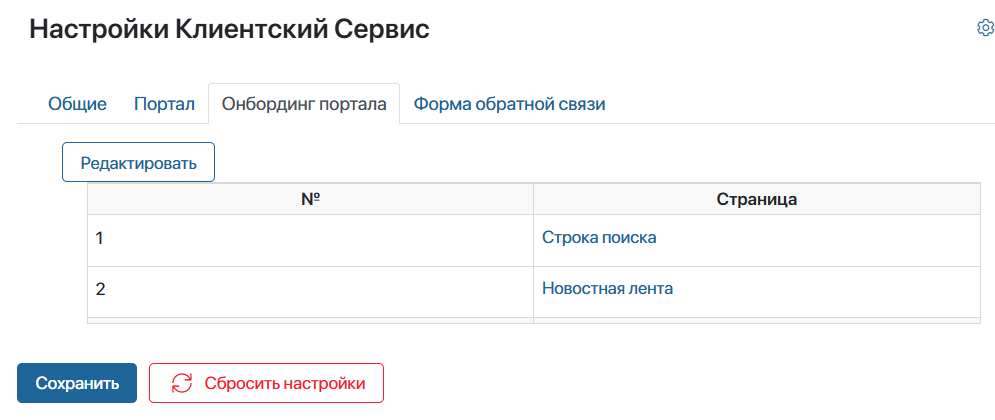 Настройки Клиентский Сервис
Общие Портал Онбординг портала Форма обратной связи
Редактировать
№ Страница
1 Строка поиска
2 Новостная лента
Сохранить Сбросить настройки